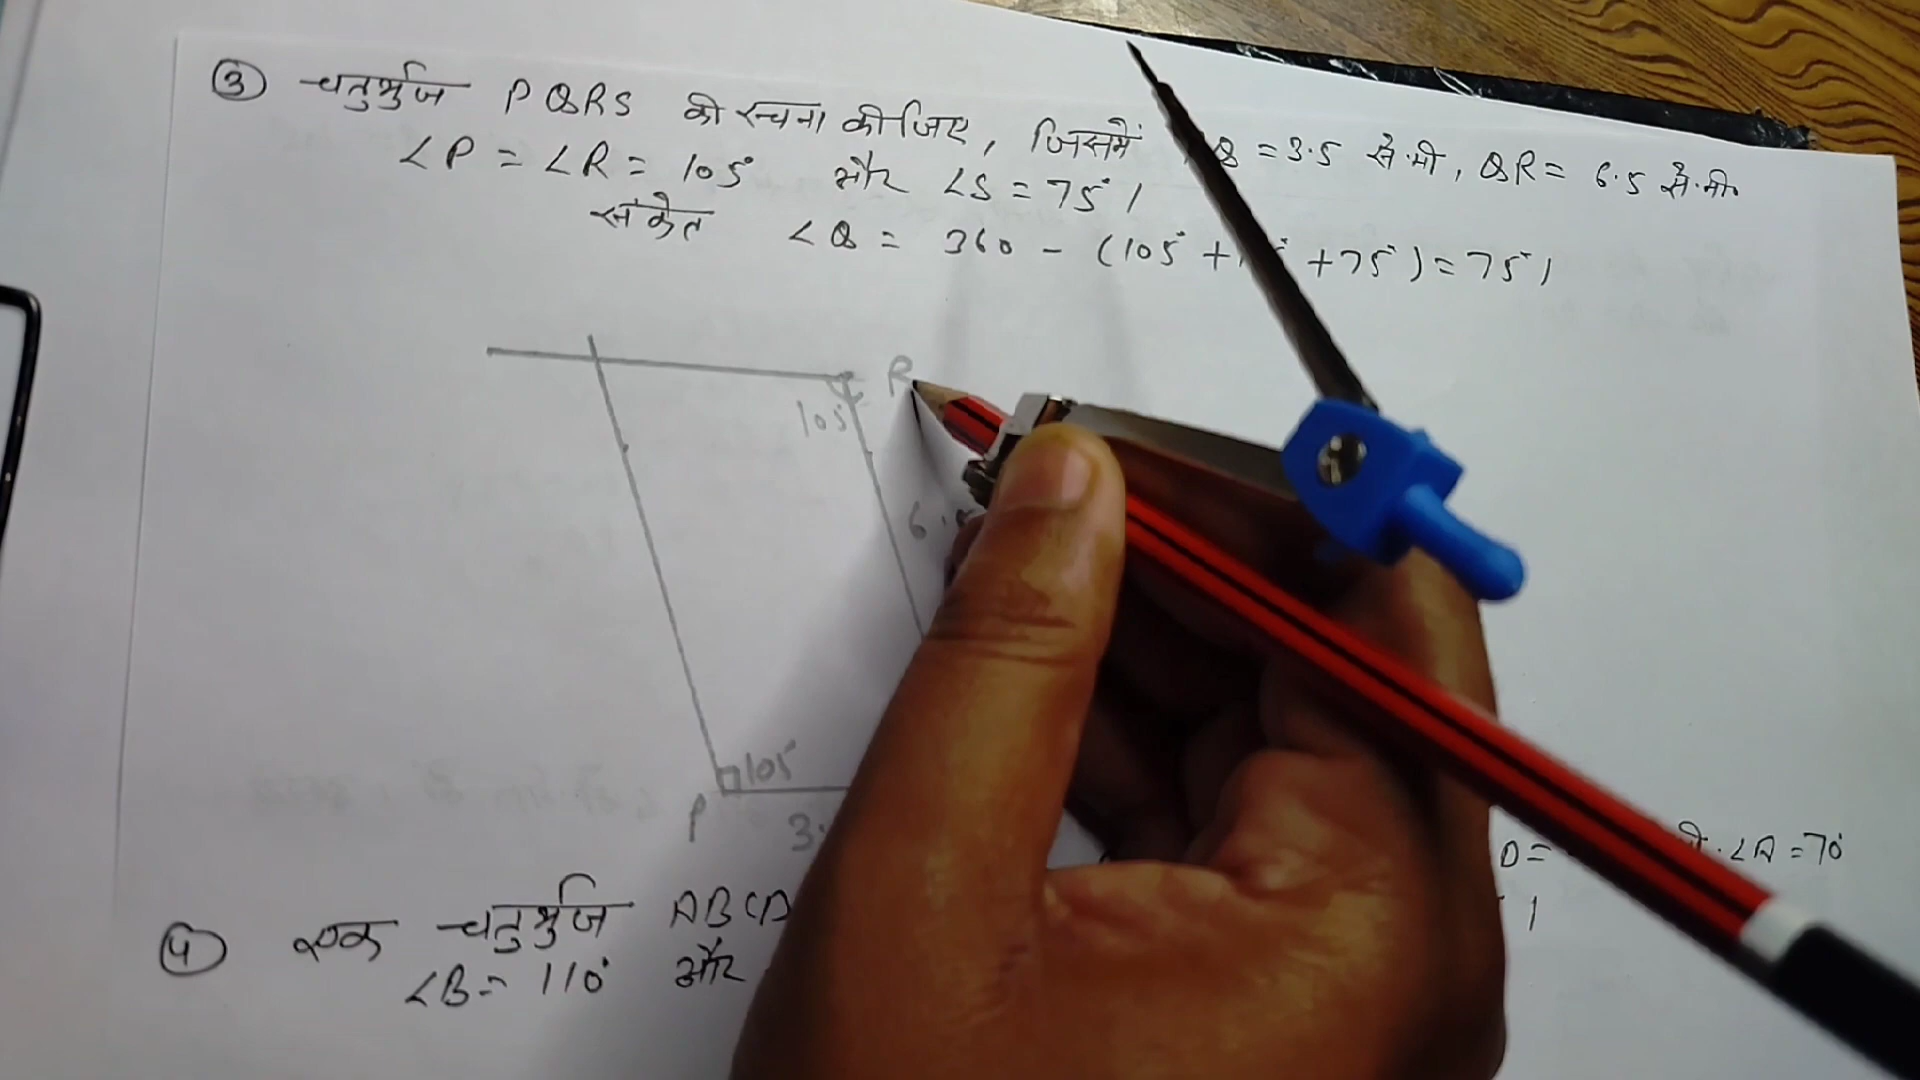 ③ चतुर्भुज PQRS की रचना कीजिए, जिसमें Q = 3.5 से.मी, QR = 6.5 से.मी.
∠P = ∠R = 105° और ∠S = 75°।
संकेत ∠Q = 360 - (105° + +75°) = 75°।
R
105
6.
105
P
3.
D= ∠A = 70°
④ एक चतुर्भुज ABCD
∠B = 110° और